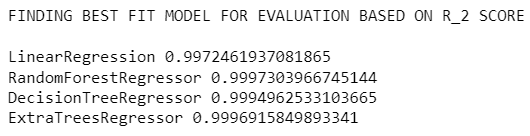 FINDING BEST FIT MODEL FOR EVALUATION BASED ON R_2 SCORE
LinearRegression 0.9972461937081865
RandomForestRegressor 0.9997303966745144
DecisionTreeRegressor 0.9994962533103665
ExtraTreesRegressor 0.9996915849893341